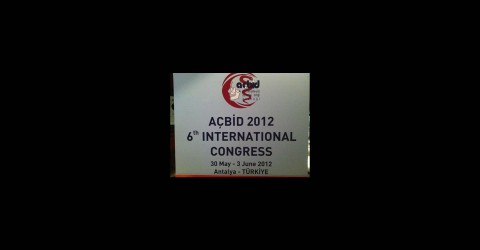 AÇBİD 2012
6th INTERNATIONAL
CONGRESS
30 May - 3 June 2012
Antalya - TÜRKİYE